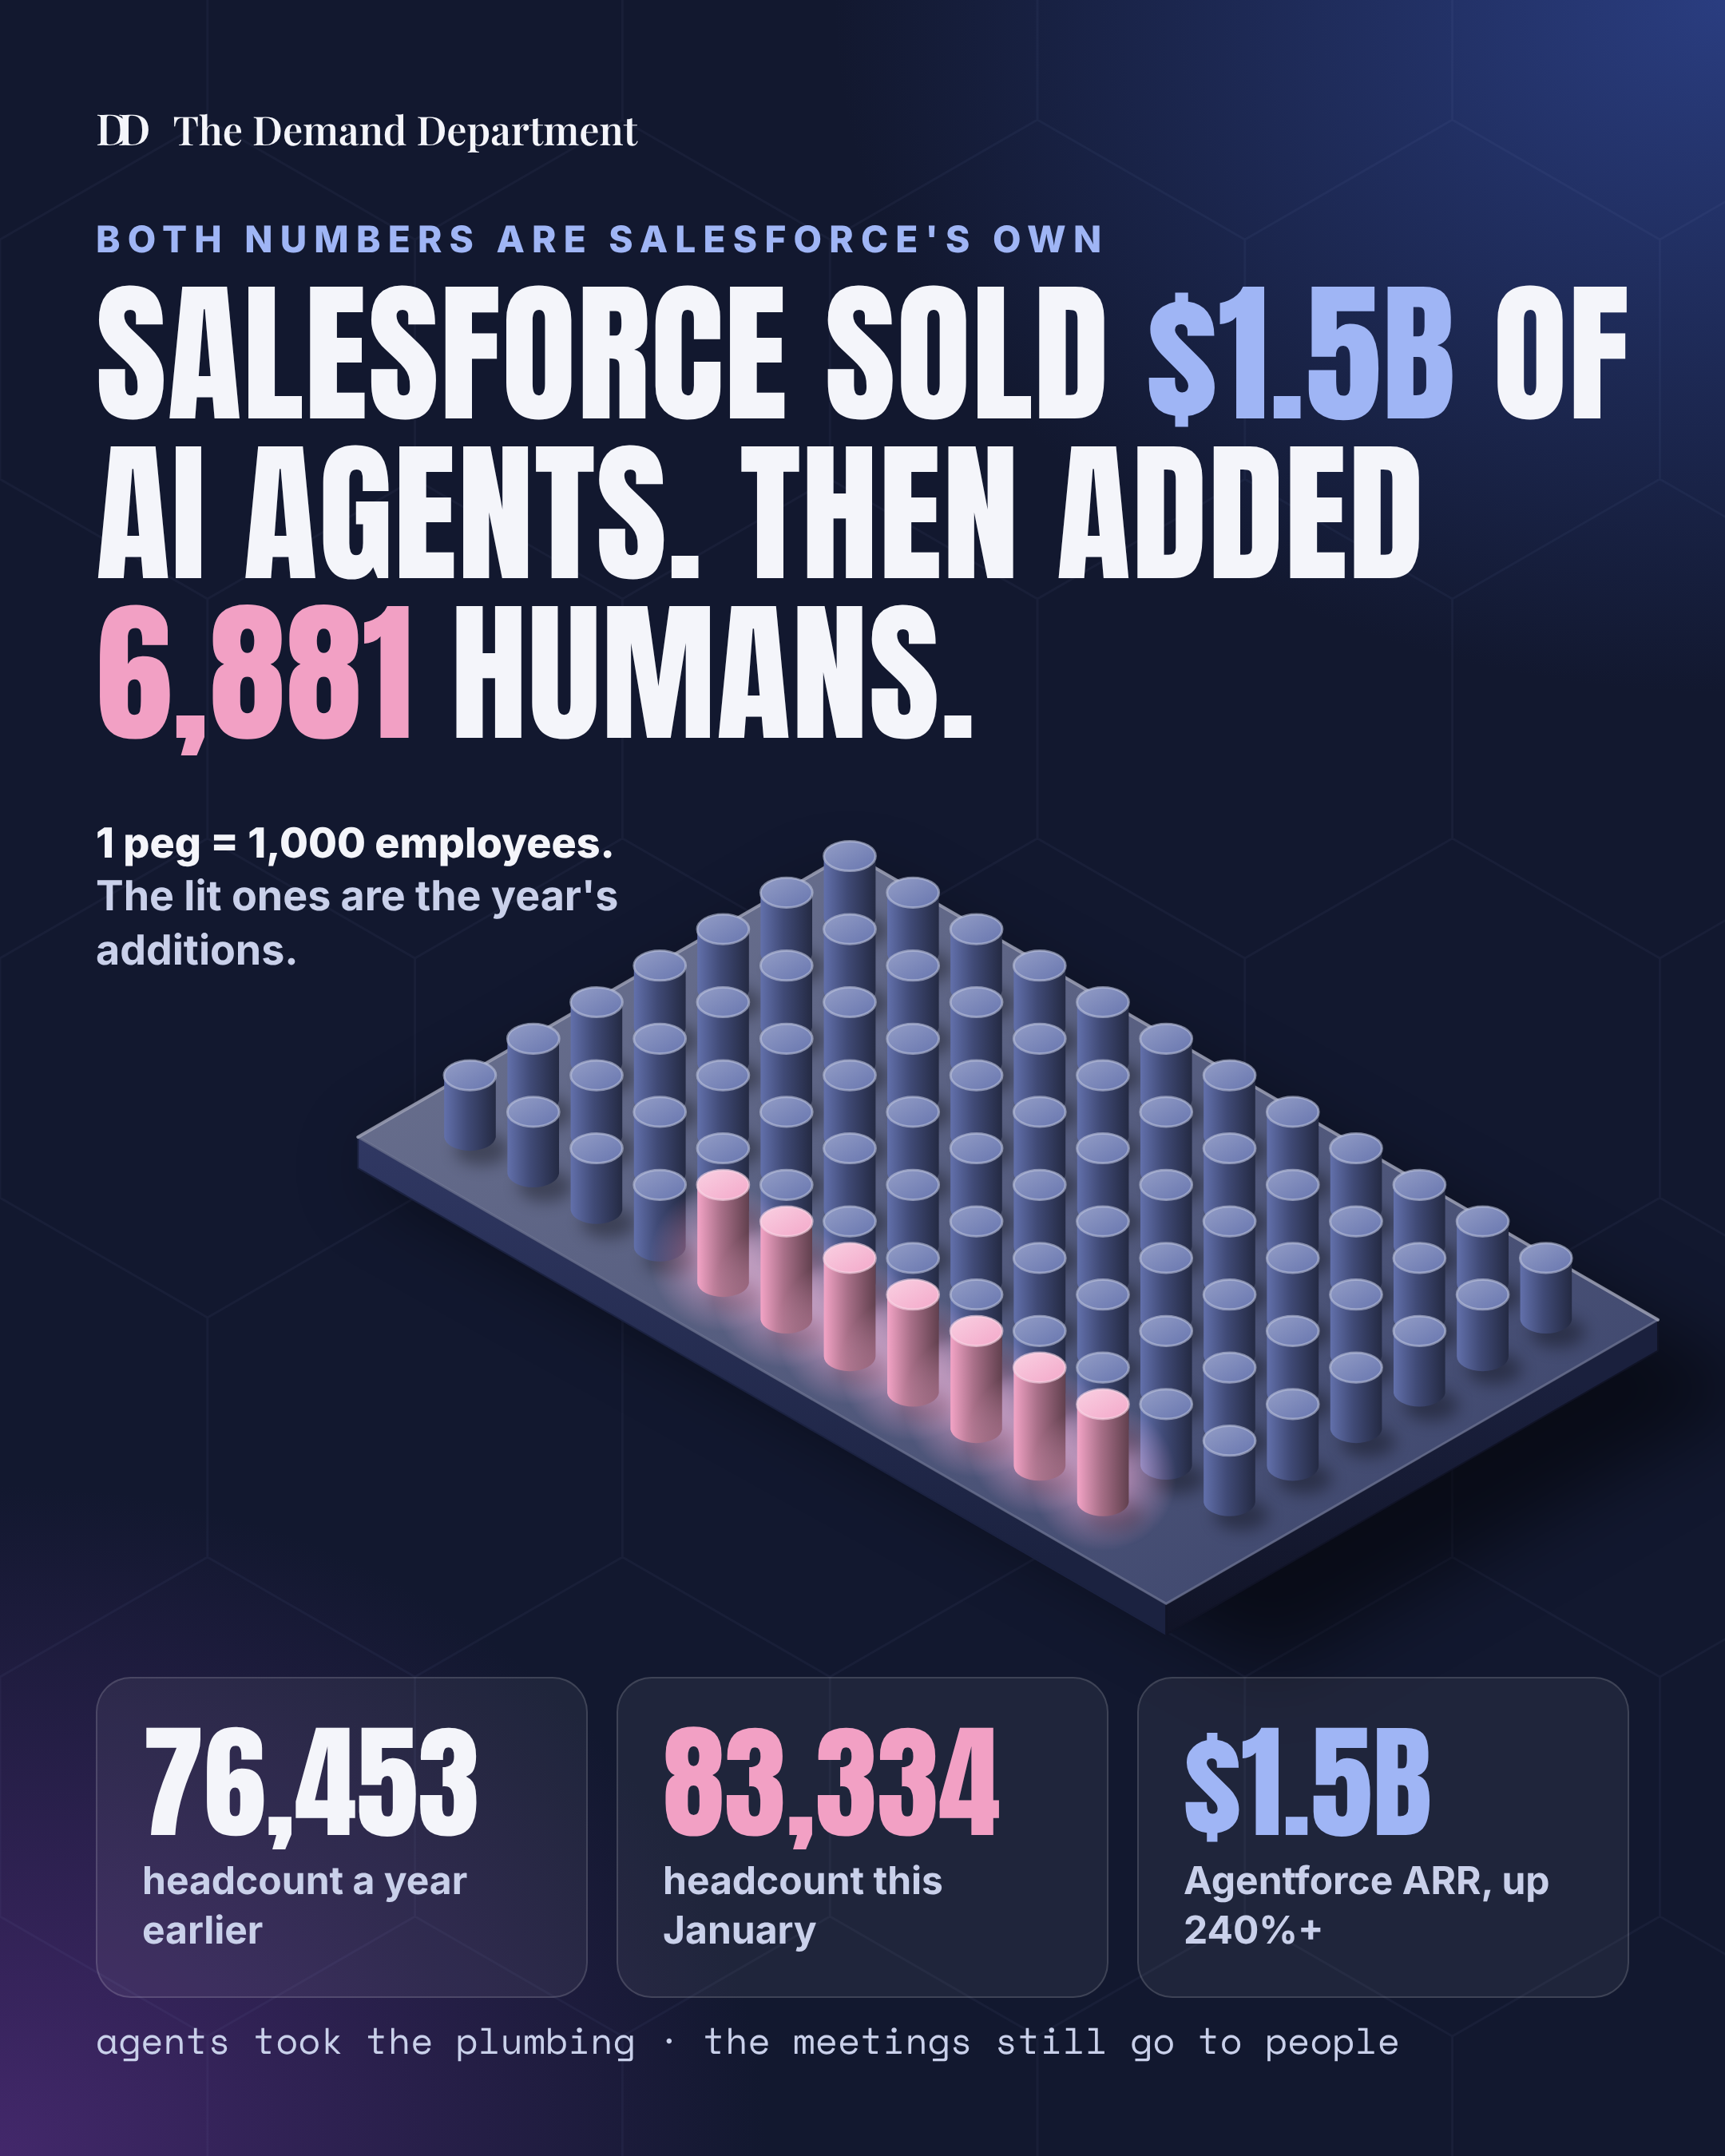 DD The Demand Department
BOTH NUMBERS ARE SALESFORCE'S OWN
SALESFORCE SOLD $1.5B OF
AI AGENTS. THEN ADDED
6,881 HUMANS.
1 peg = 1,000 employees.
The lit ones are the year's
additions.
76,453
headcount a year
earlier
83,334
headcount this
January
$1.5B
Agentforce ARR, up
240%+
agents took the plumbing · the meetings still go to people